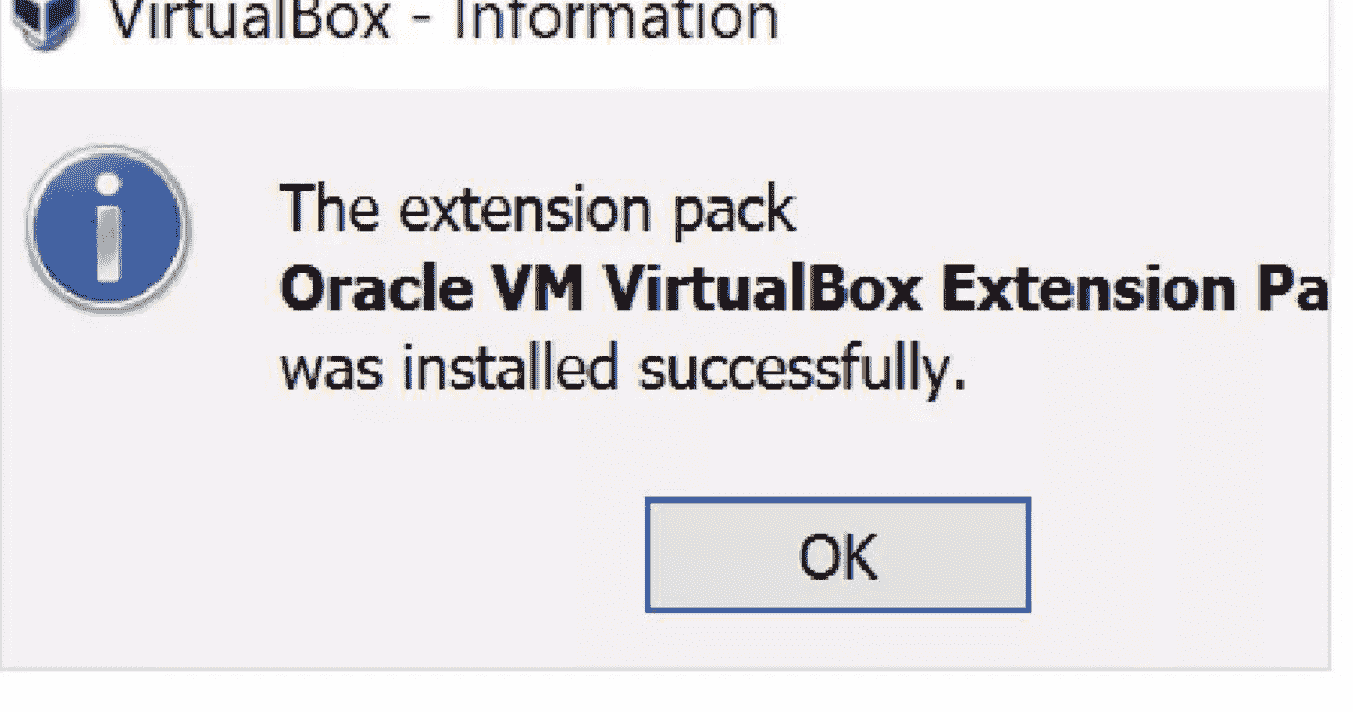 VirtualBox - Information
The extension pack
Oracle VM VirtualBox Extension Pa
was installed successfully.
OK